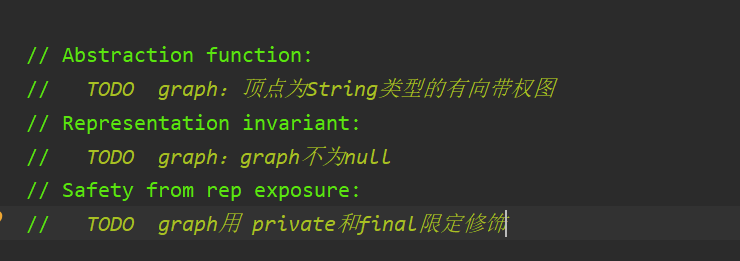 // Abstraction function:
//   TODO  graph：顶点为String类型的有向带权图
// Representation invariant:
//   TODO  graph：graph不为null
// Safety from rep exposure:
//   TODO  graph用 private和final限定修饰